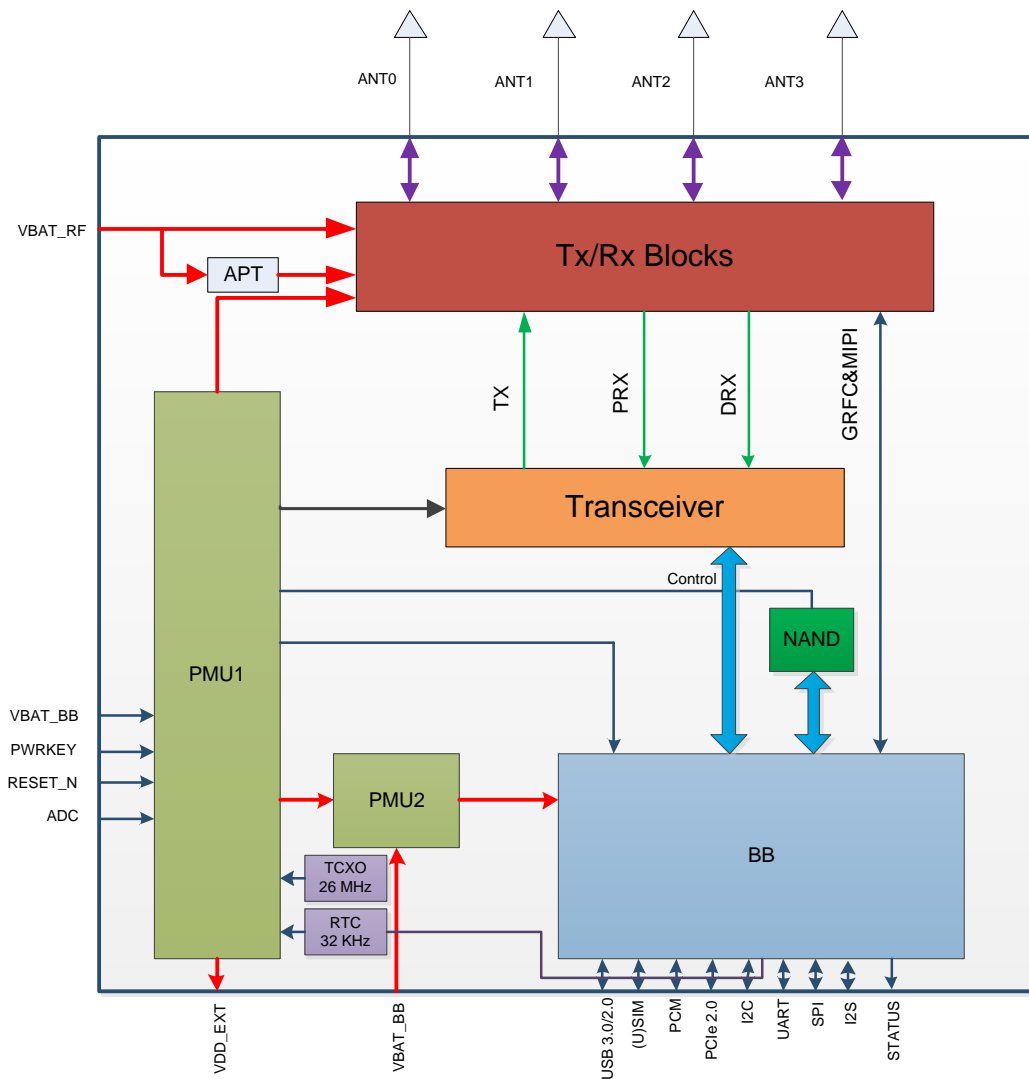 ANT0
ANT1
ANT2
ANT3
VBAT_RF
Tx/Rx Blocks
APT
TX
PRX
DRX
GRFC&MIPI
Transceiver
Control
NAND
PMU1
VBAT_BB
PWRKEY
RESET_N
ADC
PMU2
BB
TCXO
26 MHz
RTC
32 KHz
VDD_EXT
VBAT_BB
USB 3.0/2.0
(U)SIM
PCM
PCIe 2.0
I2C
UART
SPI
I2S
STATUS